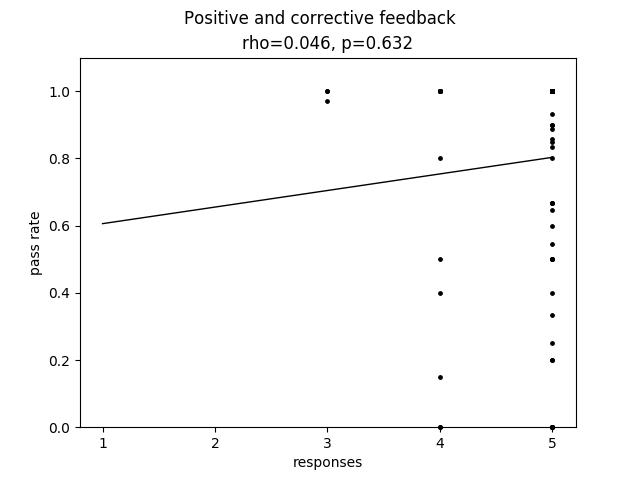 Positive and corrective feedback
rho=0.046, p=0.632
1.0
0.8
0.6
0.4
0.2
0.0
pass rate
1 2 3 4 5
responses